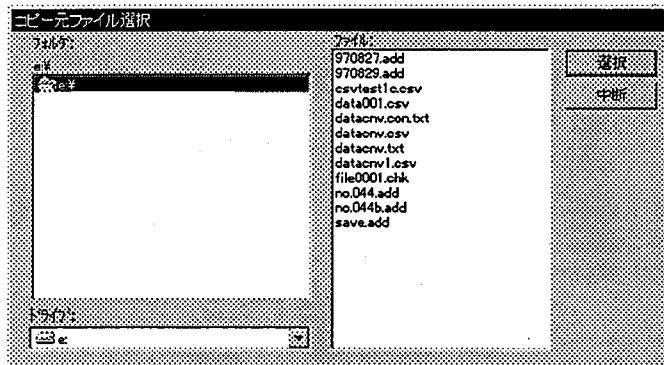 コピー元ファイル選択
フォルダ:
e:¥
e:¥
ドライブ:
e:
ファイル:
970827.add
970829.add
csvtest1c.csv
data001.csv
datacnv.con.txt
datacnv.csv
datacnv.txt
datacnv1.csv
file0001.chk
no.044.add
no.044b.add
save.add
選択
中断